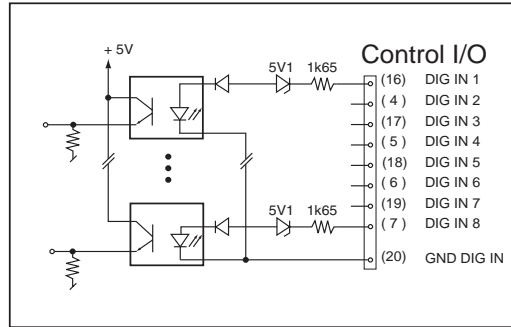 + 5V
Control I/O
5V1 1k65 (16) DIG IN 1
( 4 ) DIG IN 2
(17) DIG IN 3
( 5 ) DIG IN 4
(18) DIG IN 5
( 6 ) DIG IN 6
(19) DIG IN 7
5V1 1k65 ( 7 ) DIG IN 8
(20) GND DIG IN